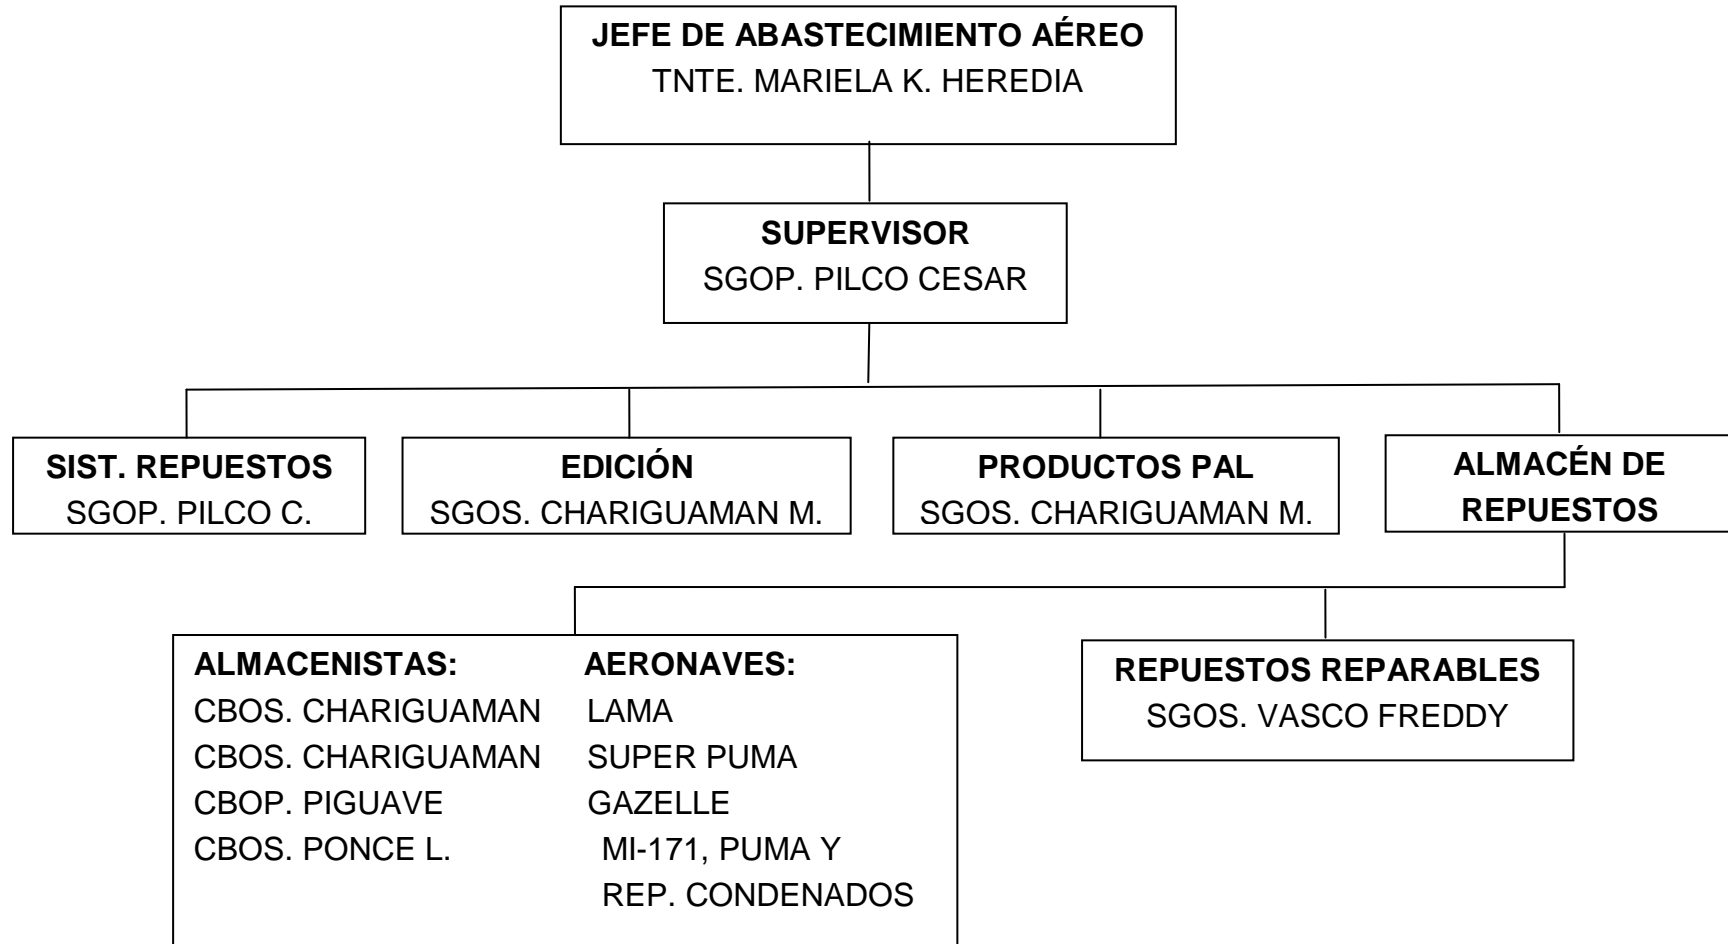 JEFE DE ABASTECIMIENTO AÉREO
TNTE. MARIELA K. HEREDIA
SUPERVISOR
SGOP. PILCO CESAR
SIST. REPUESTOS
SGOP. PILCO C.
EDICIÓN
SGOS. CHARIGUAMAN M.
PRODUCTOS PAL
SGOS. CHARIGUAMAN M.
ALMACÉN DE
REPUESTOS
ALMACENISTAS: AERONAVES:
CBOS. CHARIGUAMAN LAMA
CBOS. CHARIGUAMAN SUPER PUMA
CBOP. PIGUAVE GAZELLE
CBOS. PONCE L. MI-171, PUMA Y
REP. CONDENADOS
REPUESTOS REPARABLES
SGOS. VASCO FREDDY